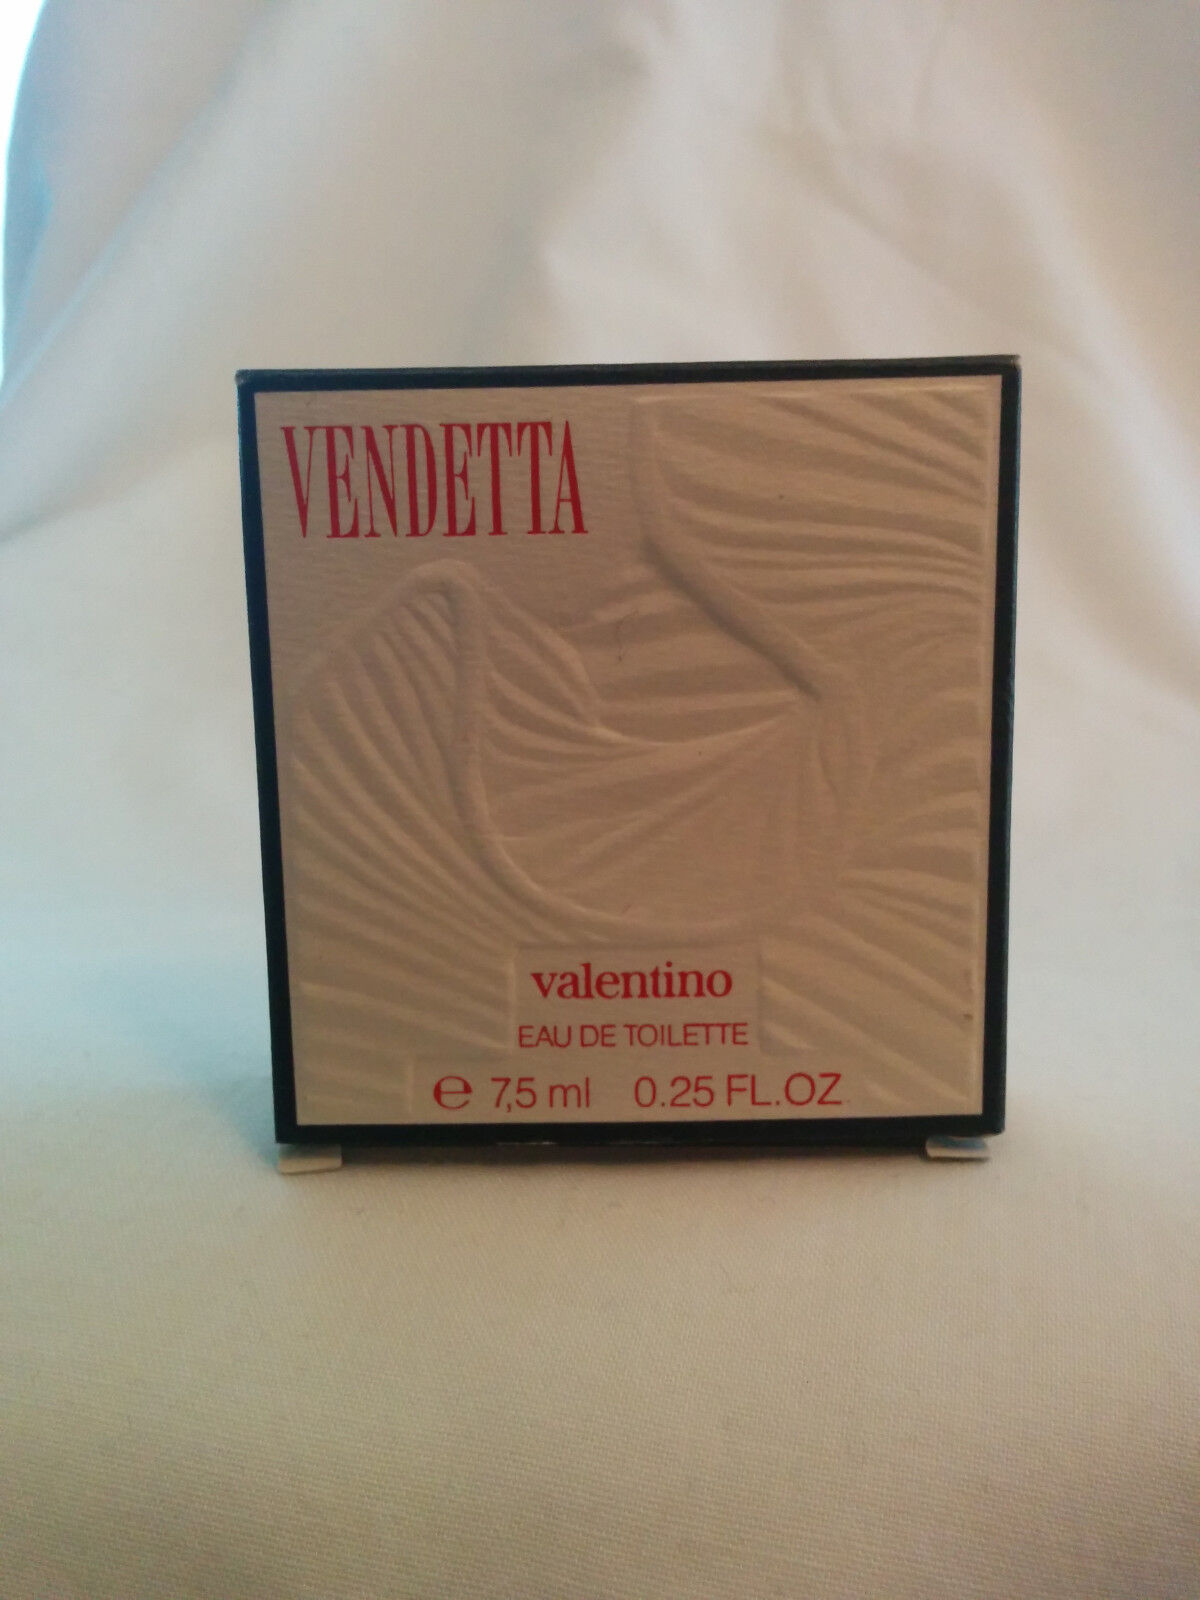 VENDETTA
valentino
EAU DE TOILETTE
℮ 7,5 ml 0.25 FL.OZ.